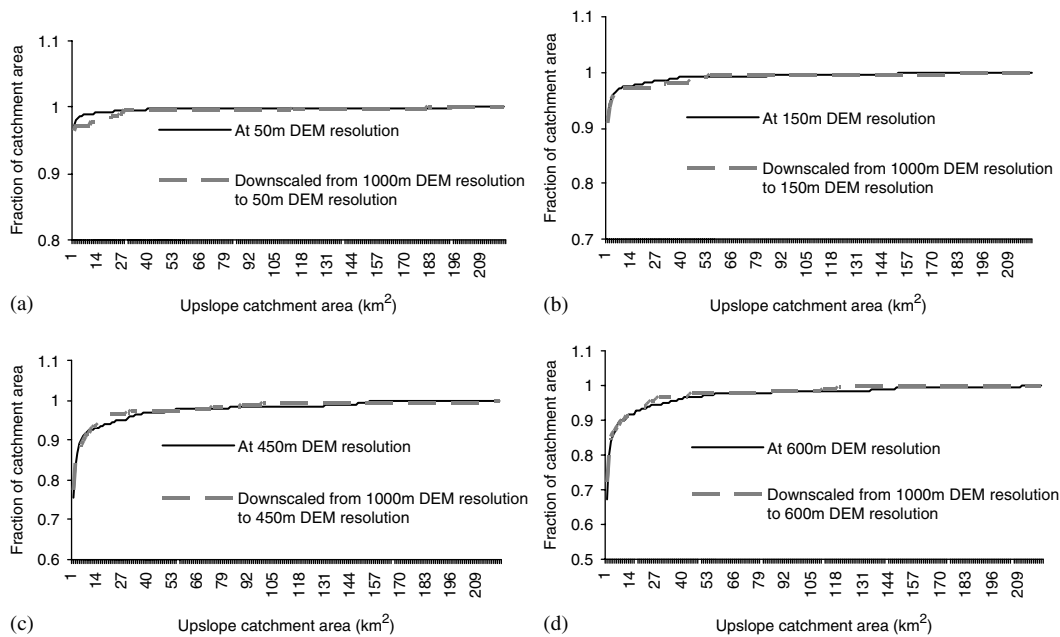 Fraction of catchment area
1.1
1
0.9
0.8
At 50m DEM resolution
Downscaled from 1000m DEM resolution
to 50m DEM resolution
1 14 27 40 53 66 79 92 105 118 131 144 157 170 183 196 209
Upslope catchment area (km²)
(a)
Fraction of catchment area
1.1
1
0.9
0.8
0.7
At 150m DEM resolution
Downscaled from 1000m DEM resolution
to 150m DEM resolution
1 14 27 40 53 66 79 92 105 118 131 144 157 170 183 196 209
Upslope catchment area (km²)
(b)
Fraction of catchment area
1.1
1
0.9
0.8
0.7
0.6
At 450m DEM resolution
Downscaled from 1000m DEM resolution
to 450m DEM resolution
1 14 27 40 53 66 79 92 105 118 131 144 157 170 183 196 209
Upslope catchment area (km²)
(c)
Fraction of catchment area
1.1
1
0.9
0.8
0.7
0.6
0.5
At 600m DEM resolution
Downscaled from 1000m DEM resolution
to 600m DEM resolution
1 14 27 40 53 66 79 92 105 118 131 144 157 170 183 196 209
Upslope catchment area (km²)
(d)